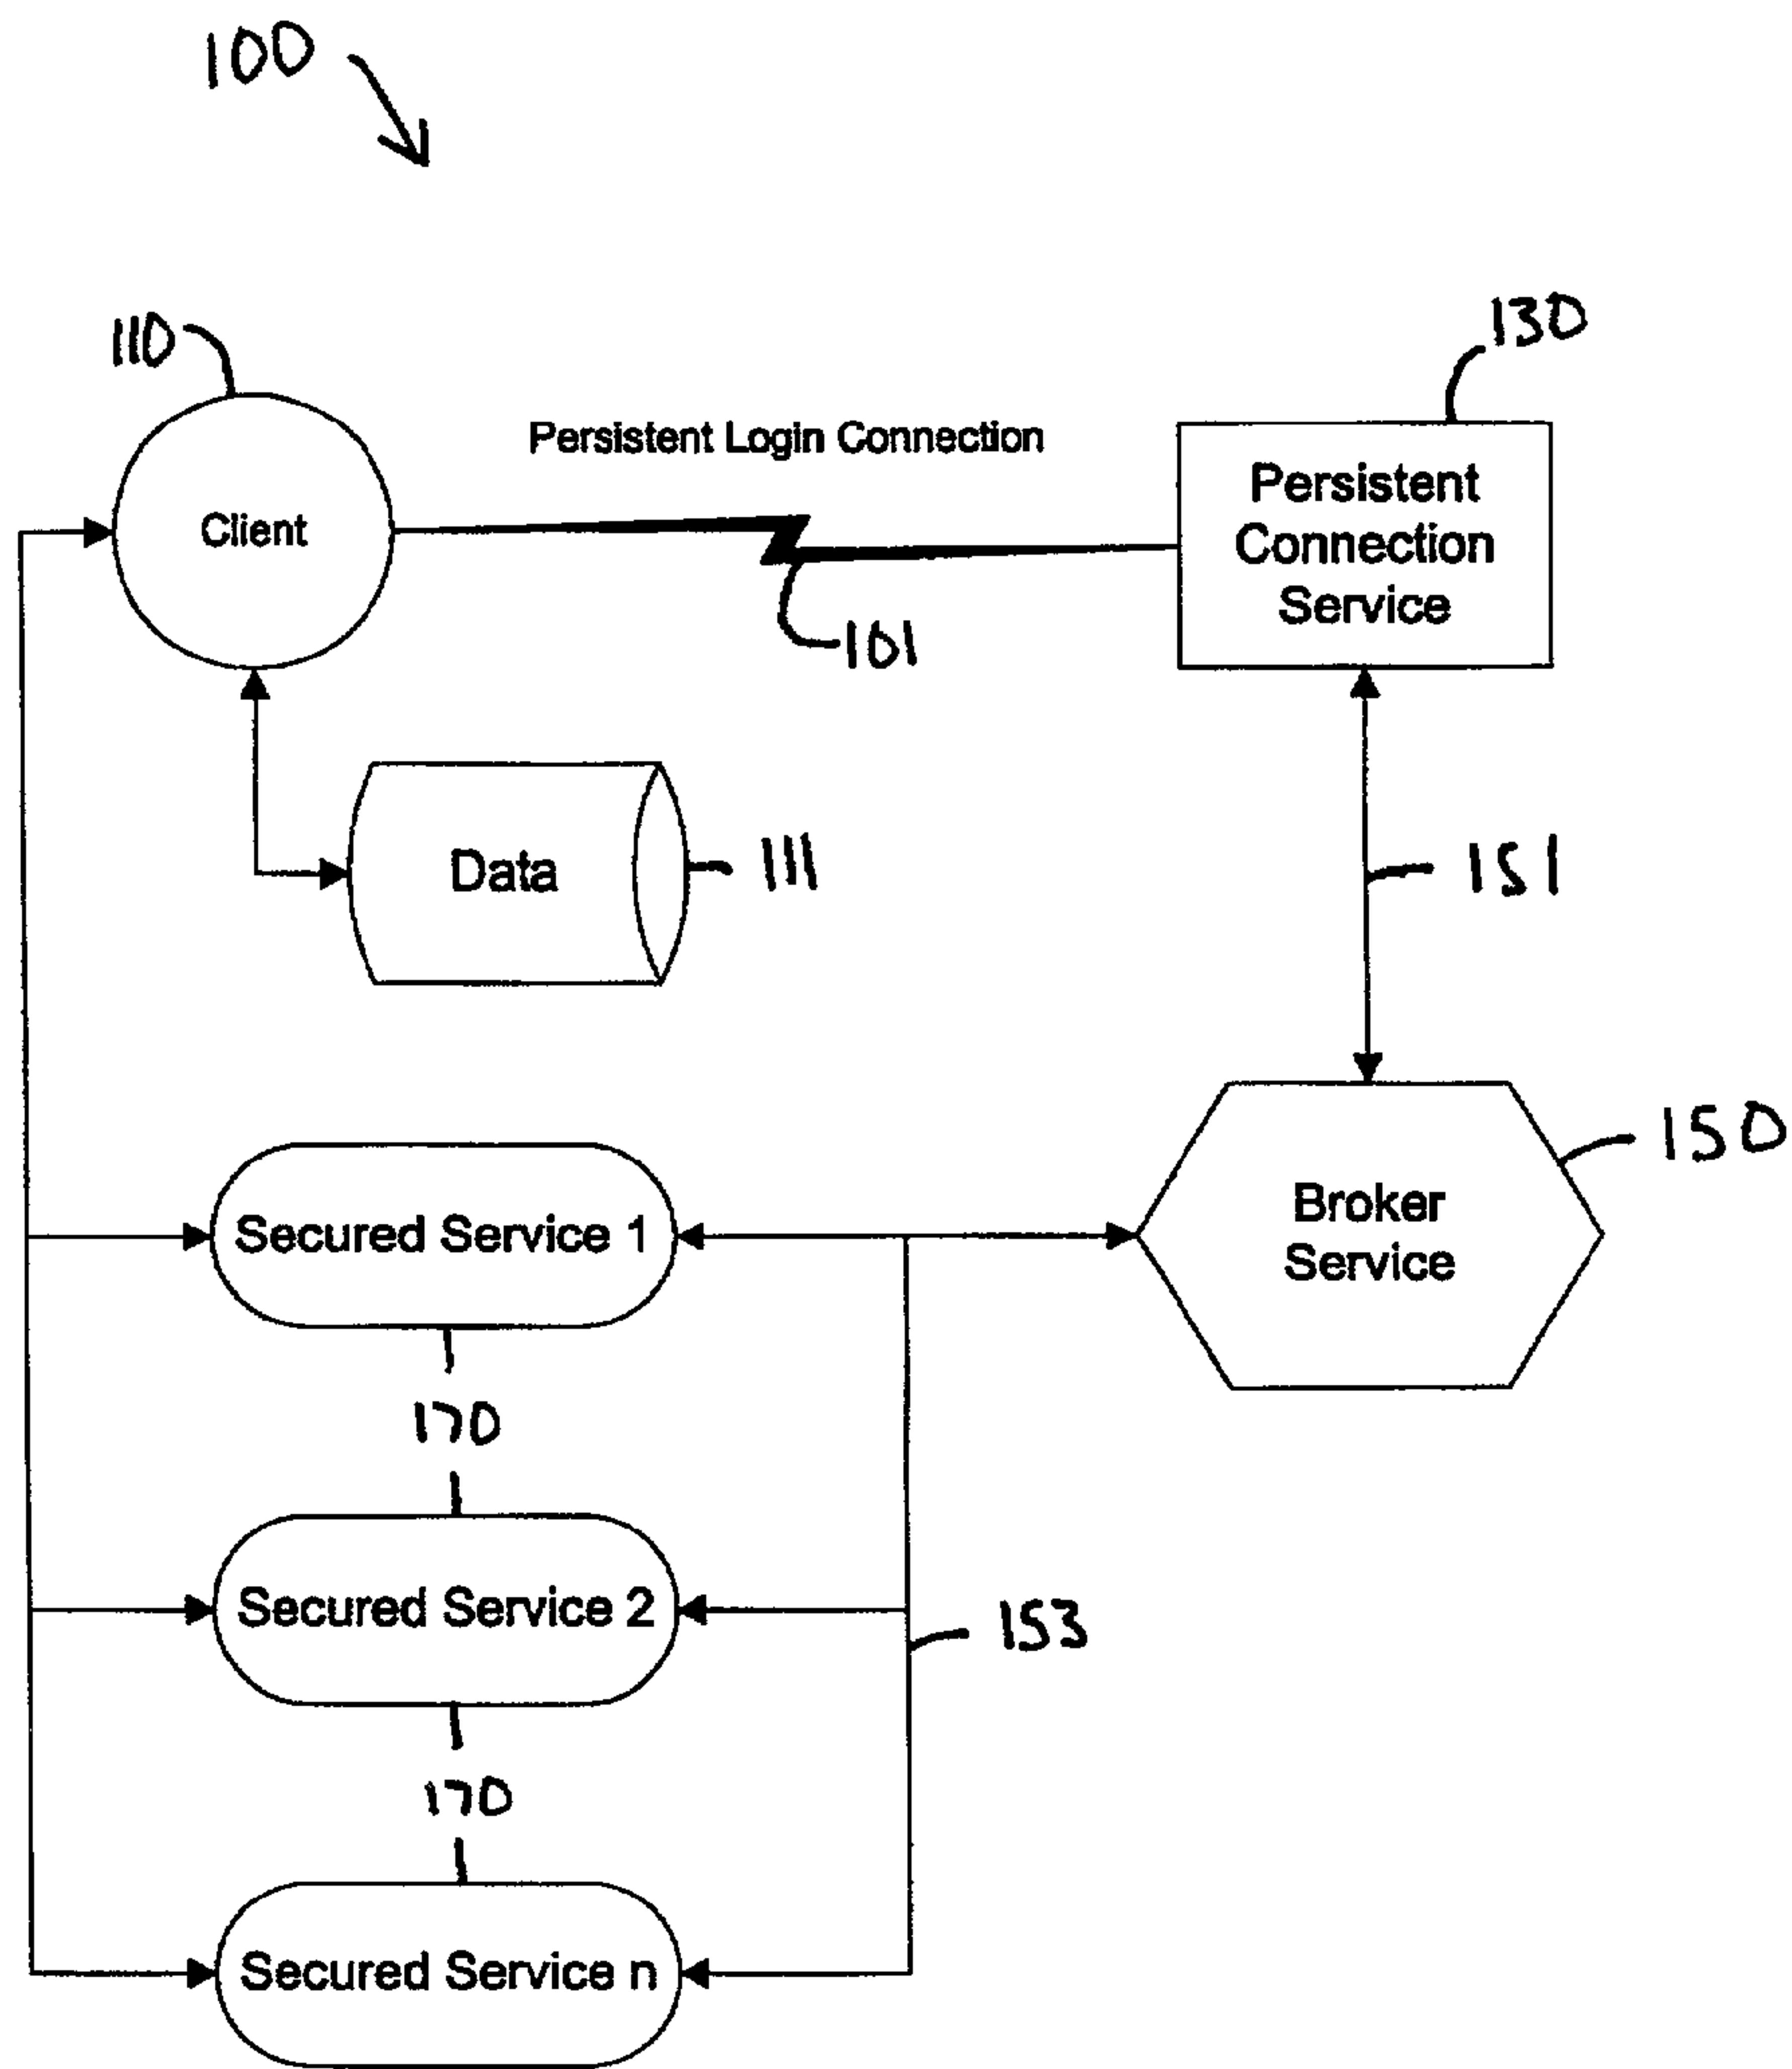 100
110
130
Persistent Login Connection
Client
Persistent
Connection
Service
101
Data
111
151
150
Secured Service 1
Broker
Service
170
Secured Service 2
153
170
Secured Service n